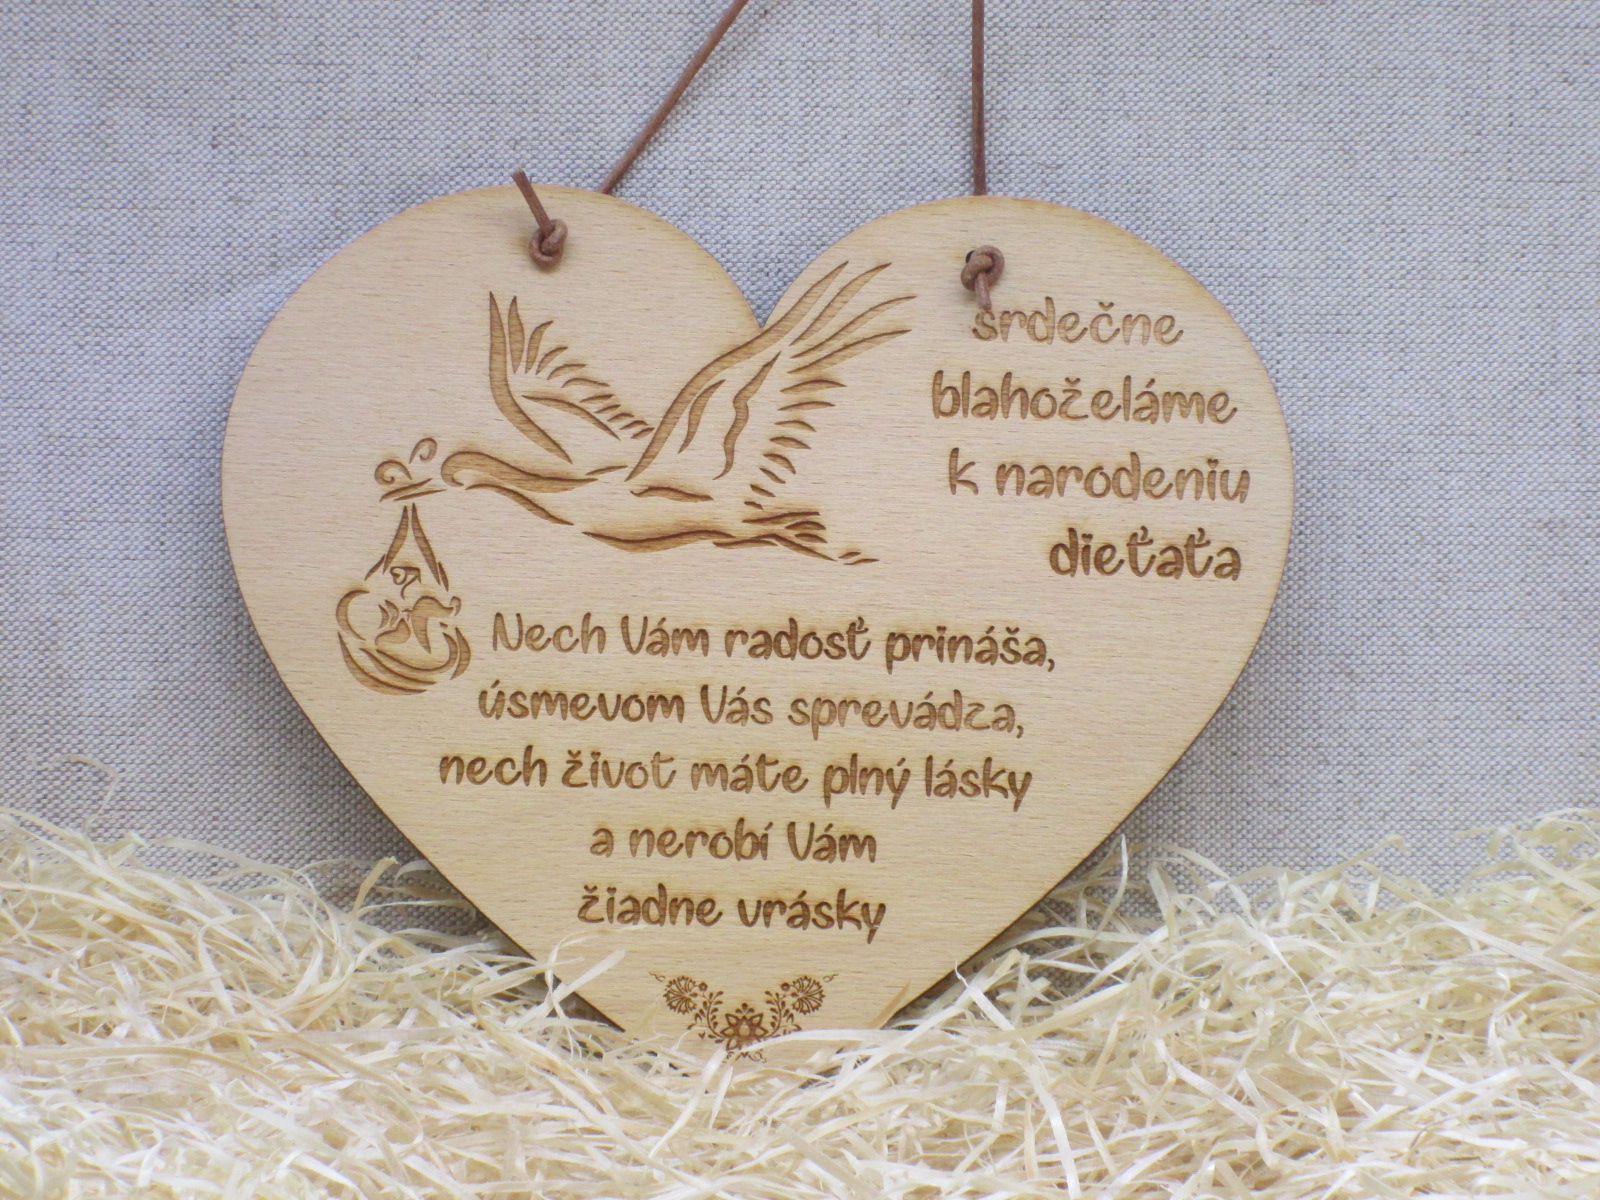 srdečne
blahoželáme
k narodeniu
dieťaťa
Nech Vám radosť prináša,
úsmevom Vás sprevádza,
nech život máte plný lásky
a nerobí Vám
žiadne vrásky